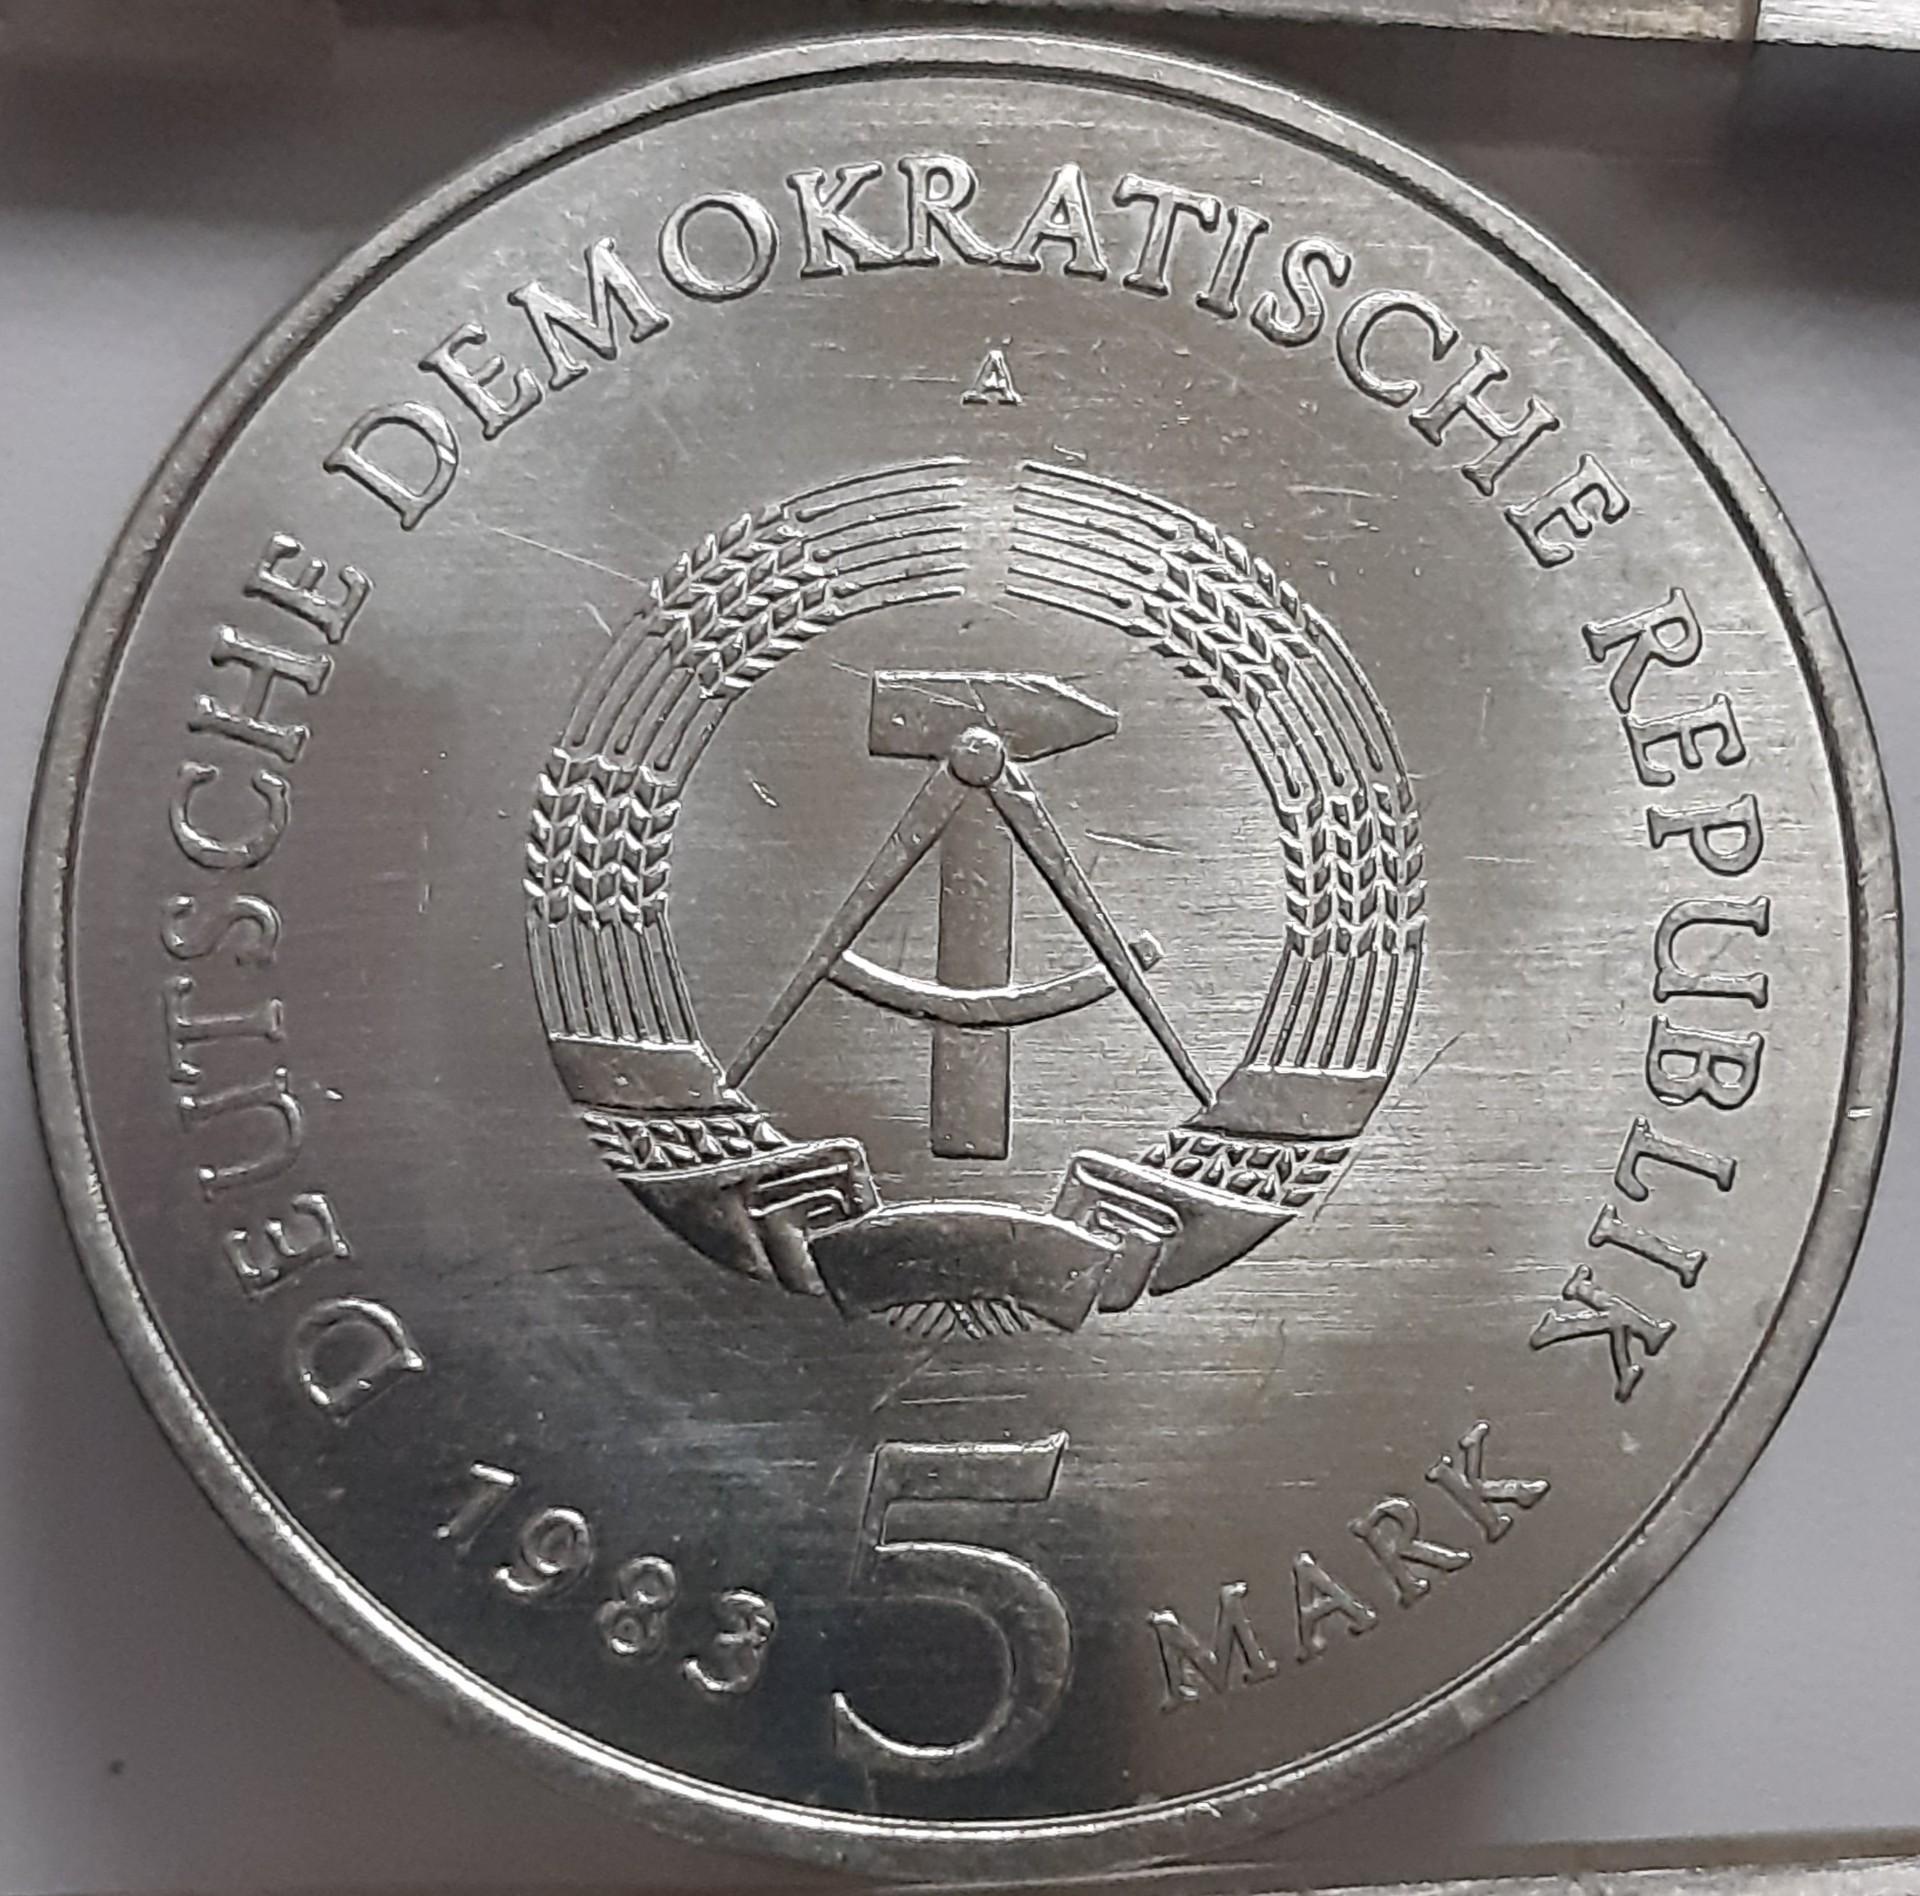 DEUTSCHE DEMOKRATISCHE REPUBLIK
A
1983 5 MARK